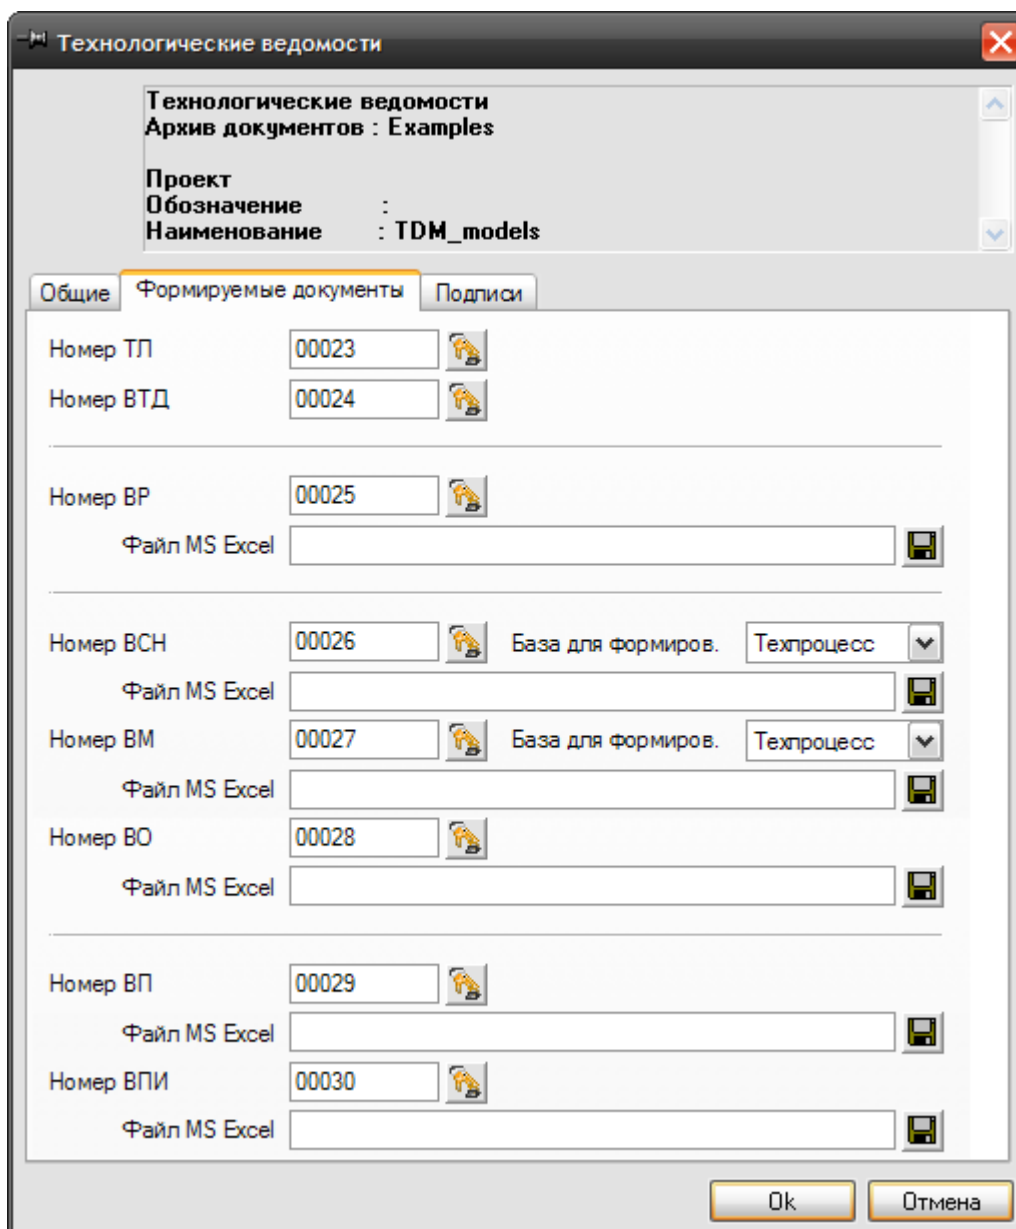 Технологические ведомости
Технологические ведомости
Архив документов : Examples
Проект
Обозначение :
Наименование : TDM_models
Общие Формируемые документы Подписи
Номер ТЛ 00023
Номер ВТД 00024
Номер ВР 00025
Файл MS Excel
Номер ВСН 00026 База для формиров. Техпроцесс
Файл MS Excel
Номер ВМ 00027 База для формиров. Техпроцесс
Файл MS Excel
Номер ВО 00028
Файл MS Excel
Номер ВП 00029
Файл MS Excel
Номер ВПИ 00030
Файл MS Excel
Ok Отмена